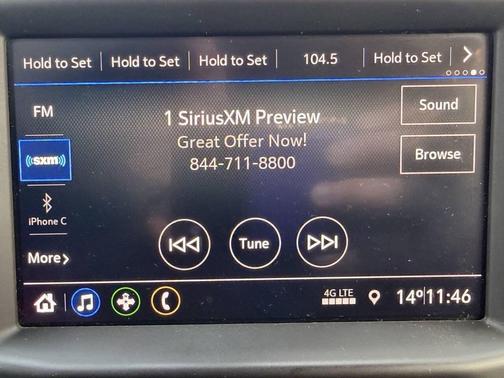 Hold to Set Hold to Set Hold to Set 104.5 Hold to Set
FM
1 SiriusXM Preview
Sound
Great Offer Now!
sxm
844-711-8800
Browse
iPhone C
Tune
More
4G LTE
14° 11:46